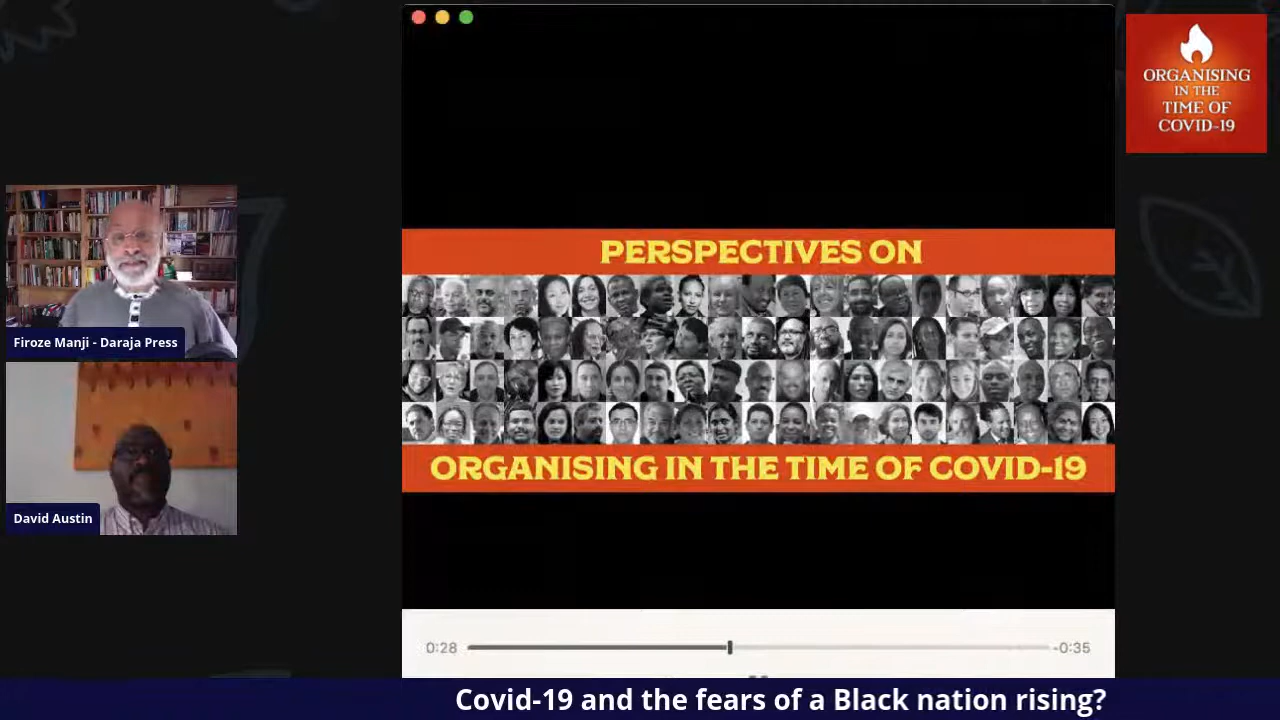 ORGANISING
IN THE
TIME OF
COVID-19
PERSPECTIVES ON
Firoze Manji - Daraja Press
ORGANISING IN THE TIME OF COVID-19
David Austin
0:28
-0:35
Covid-19 and the fears of a Black nation rising?